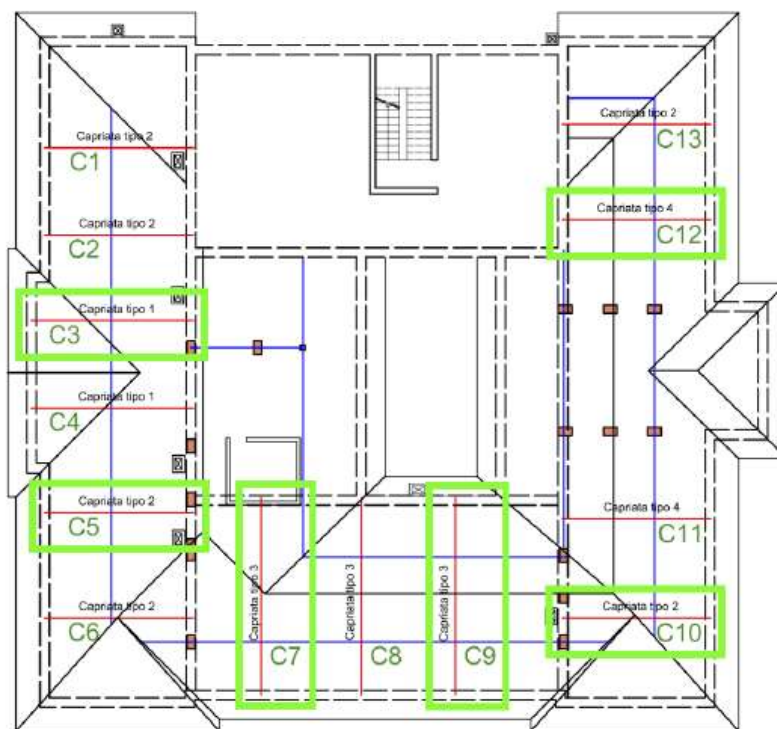 Capriata tipo 2
C13
Capriata tipo 2
C1
Capriata tipo 4
C12
Capriata tipo 2
C2
Capriata tipo 1
C3
Capriata tipo 1
C4
Capriata tipo 2
C5
Capriata tipo 4
C11
Capriata tipo 2
C6
Capriata tipo 3
C7
Capriata tipo 3
C8
Capriata tipo 3
C9
Capriata tipo 2
C10